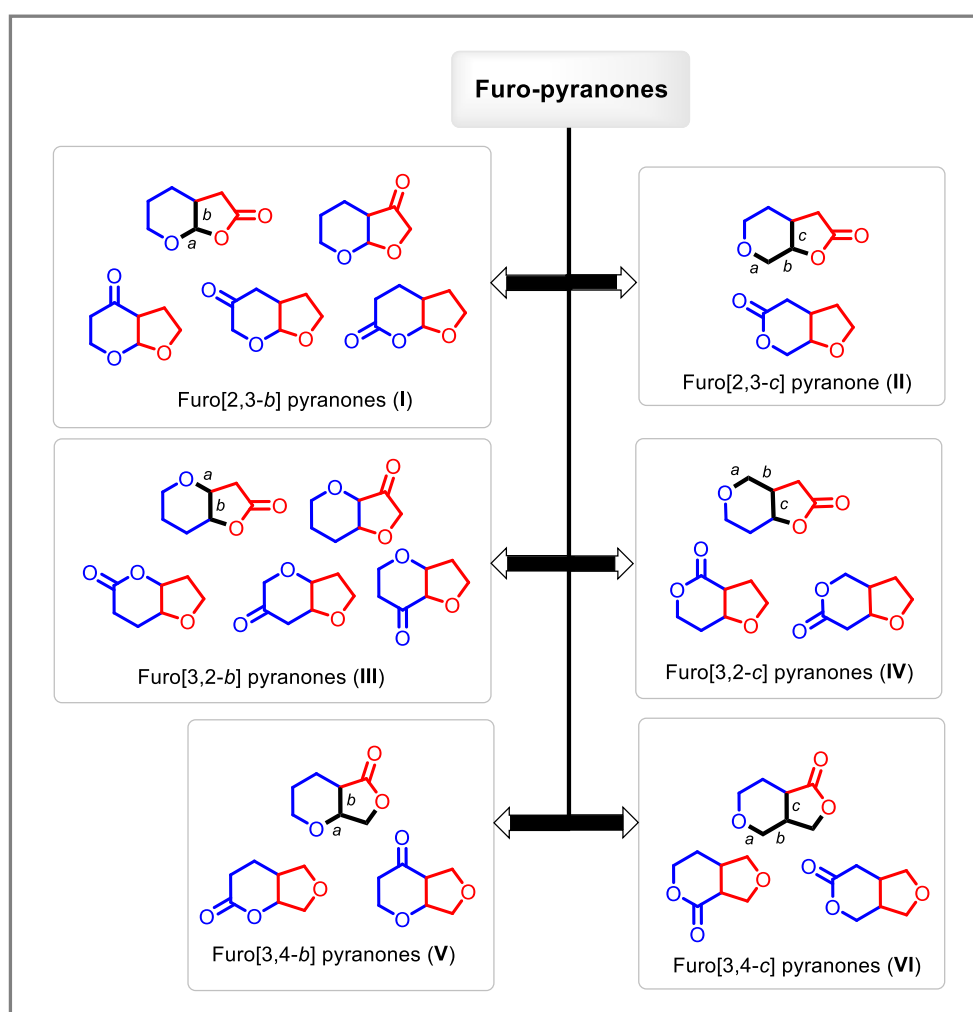 Furo-pyranones
b
O
O
O
a
O
O
O
O
O
O
O
O
O
O
O
O
Furo[2,3-b] pyranones (I)
c
O
O
O
a
b
O
O
O
Furo[2,3-c] pyranone (II)
O
a
b
O
O
O
O
O
O
O
O
O
O
O
O
O
O
Furo[3,2-b] pyranones (III)
a
b
O
c
O
O
O
O
O
O
O
O
Furo[3,2-c] pyranones (IV)
O
b
O
O
a
O
O
O
O
O
O
Furo[3,4-b] pyranones (V)
O
c
O
O
a
b
O
O
O
O
O
O
Furo[3,4-c] pyranones (VI)